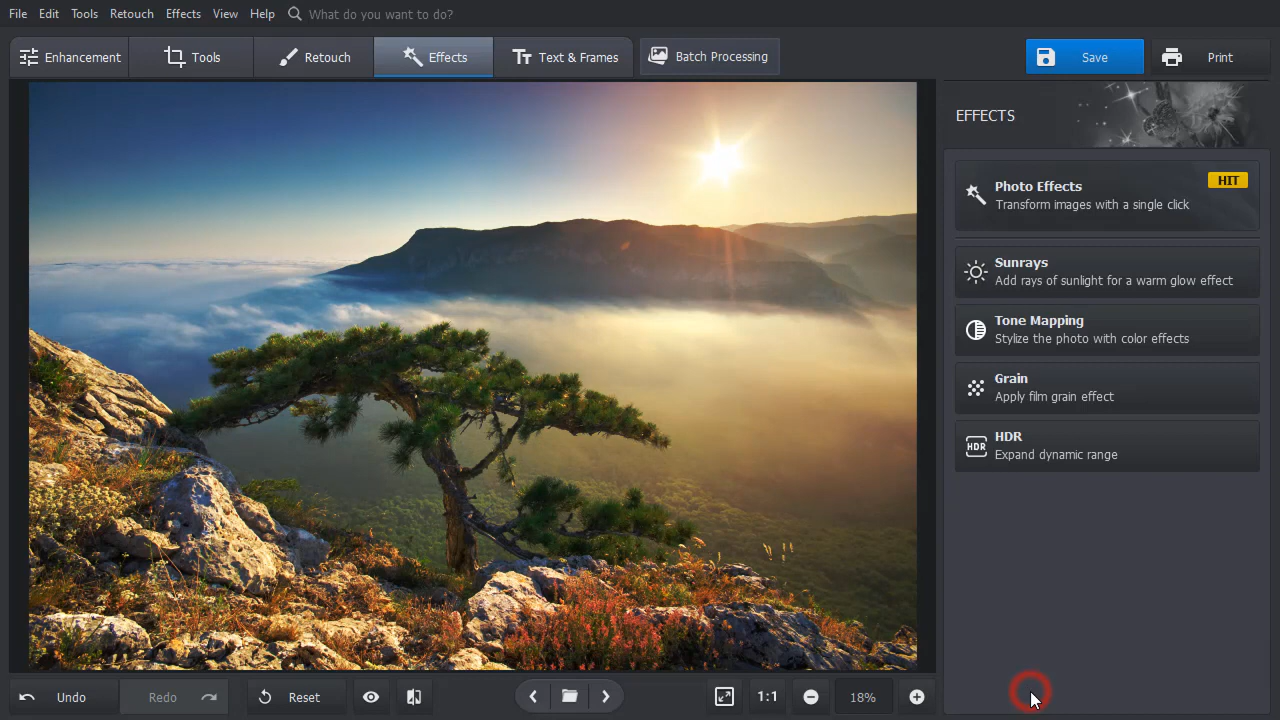 File Edit Tools Retouch Effects View Help What do you want to do?
Enhancement Tools Retouch Effects Text & Frames Batch Processing Save Print
EFFECTS
Photo Effects HIT
Transform images with a single click
Sunrays
Add rays of sunlight for a warm glow effect
Tone Mapping
Stylize the photo with color effects
Grain
Apply film grain effect
HDR HDR
Expand dynamic range
Undo Redo Reset 1:1 18%